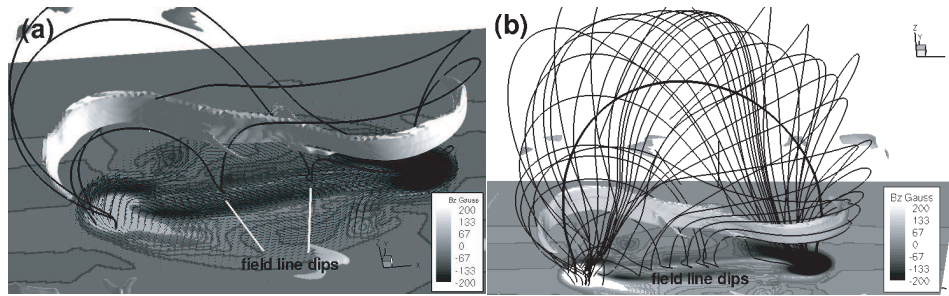 (a)
field line dips
Y
X
Bz Gauss
200
133
67
0
-67
-133
-200
(b)
Z
Y
field line dips
Bz Gauss
200
133
67
0
-67
-133
-200